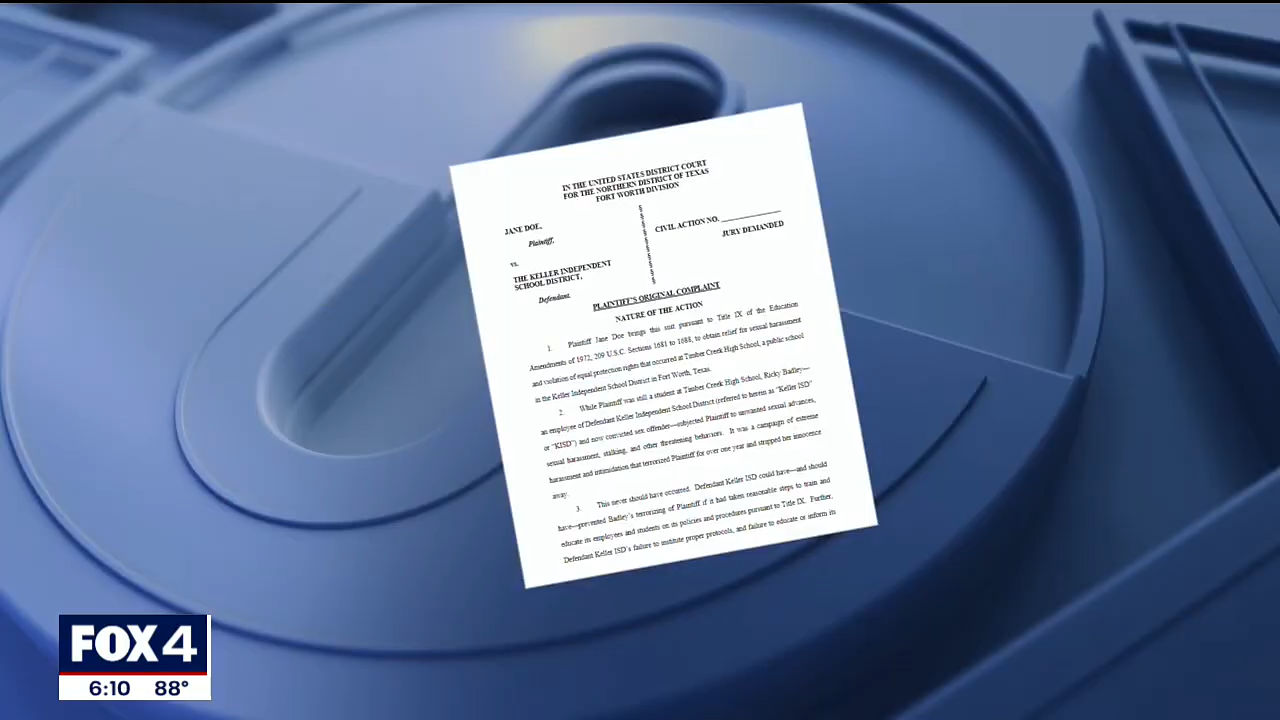 IN THE UNITED STATES DISTRICT COURT
FOR THE NORTHERN DISTRICT OF TEXAS
FORT WORTH DIVISION
JANE DOE,
Plaintiff,
vs.
THE KELLER INDEPENDENT
SCHOOL DISTRICT,
Defendant.
§
§
§
§
§
§
§
§
§
CIVIL ACTION NO. ______________
JURY DEMANDED
PLAINTIFF'S ORIGINAL COMPLAINT
NATURE OF THE ACTION
1. Plaintiff Jane Doe brings this suit pursuant to Title IX of the Education
Amendments of 1972, 209 U.S.C. Sections 1681 to 1688, to obtain relief for sexual harassment
and violation of equal protection rights that occurred at Timber Creek High School, a public school
in the Keller Independent School District in Fort Worth, Texas.
2. While Plaintiff was still a student at Timber Creek High School, Ricky Badley—
an employee of Defendant Keller Independent School District (referred to herein as "Keller ISD"
or "KISD") and now convicted sex offender—subjected Plaintiff to unwanted sexual advances,
sexual harassment, stalking, and other threatening behaviors. It was a campaign of extreme
harassment and intimidation that terrorized Plaintiff for over one year and stripped her innocence
away.
3. This never should have occurred. Defendant Keller ISD could have—and should
have—prevented Badley's terrorizing of Plaintiff if it had taken reasonable steps to train and
educate its employees and students on its policies and procedures pursuant to Title IX. Further,
Defendant Keller ISD's failure to institute proper protocols, and failure to educate or inform its
FOX 4
6:10 88°